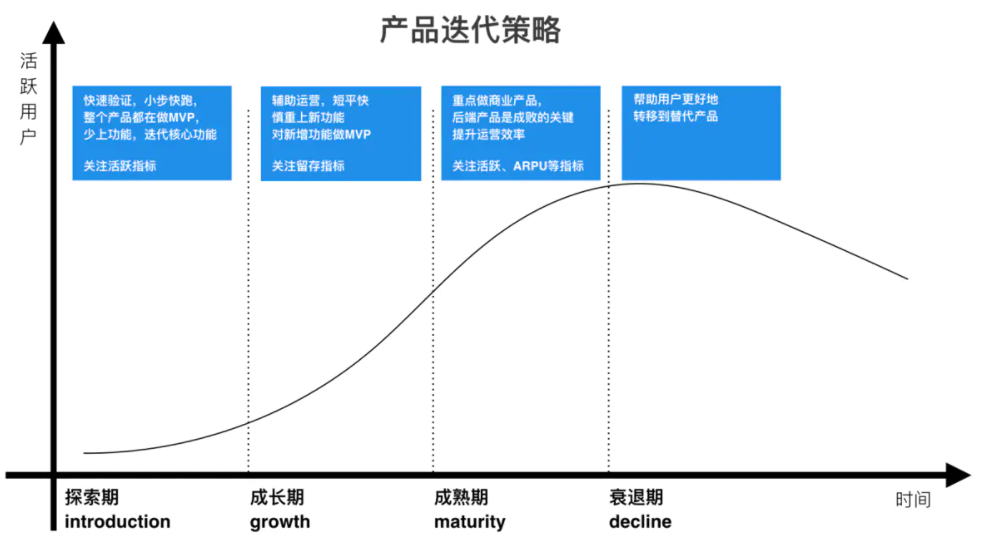 产品迭代策略
活
跃
用
户
快速验证，小步快跑，
整个产品都在做MVP，
少上功能，迭代核心功能
关注活跃指标
辅助运营，短平快
慎重上新功能
对新增功能做MVP
关注留存指标
重点做商业产品，
后端产品是成败的关键
提升运营效率
关注活跃、ARPU等指标
帮助用户更好地
转移到替代产品
探索期
introduction
成长期
growth
成熟期
maturity
衰退期
decline
时间